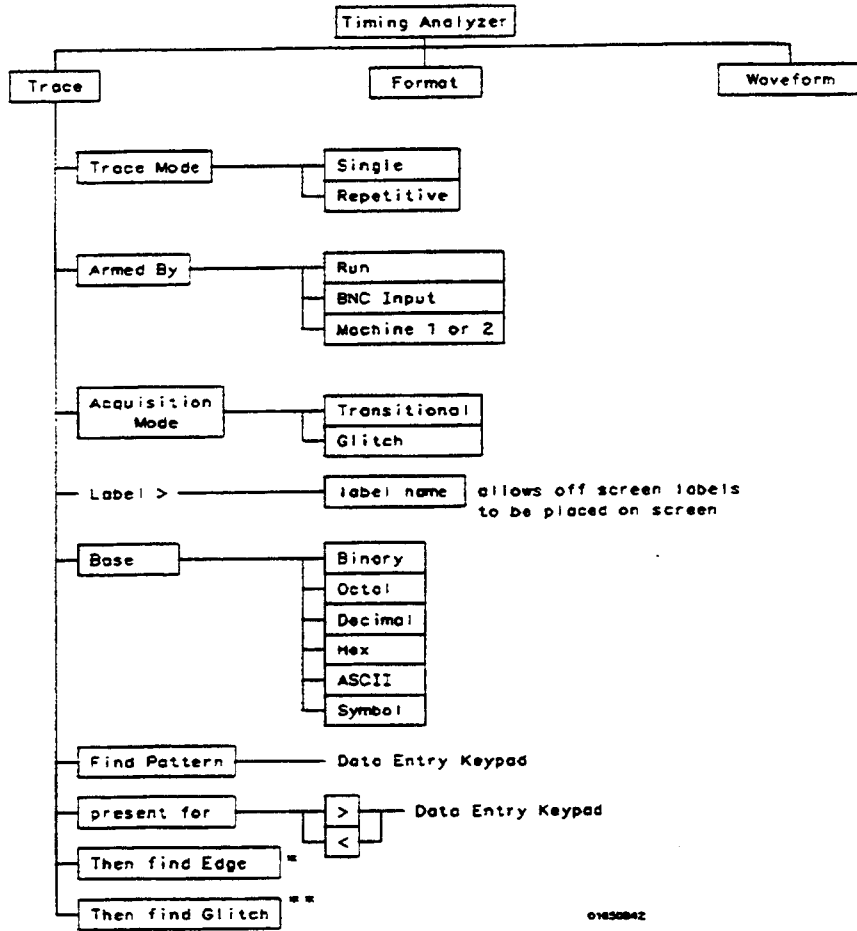 Timing Analyzer
Trace
Format
Waveform
Trace Mode
Single
Repetitive
Armed By
Run
BNC Input
Machine 1 or 2
Acquisition
Mode
Transitional
Glitch
Label >
label name
allows off screen labels
to be placed on screen
Base
Binary
Octal
Decimal
Hex
ASCII
Symbol
Find Pattern
Data Entry Keypad
present for
>
<
Data Entry Keypad
Then find Edge *
Then find Glitch **
01650B42